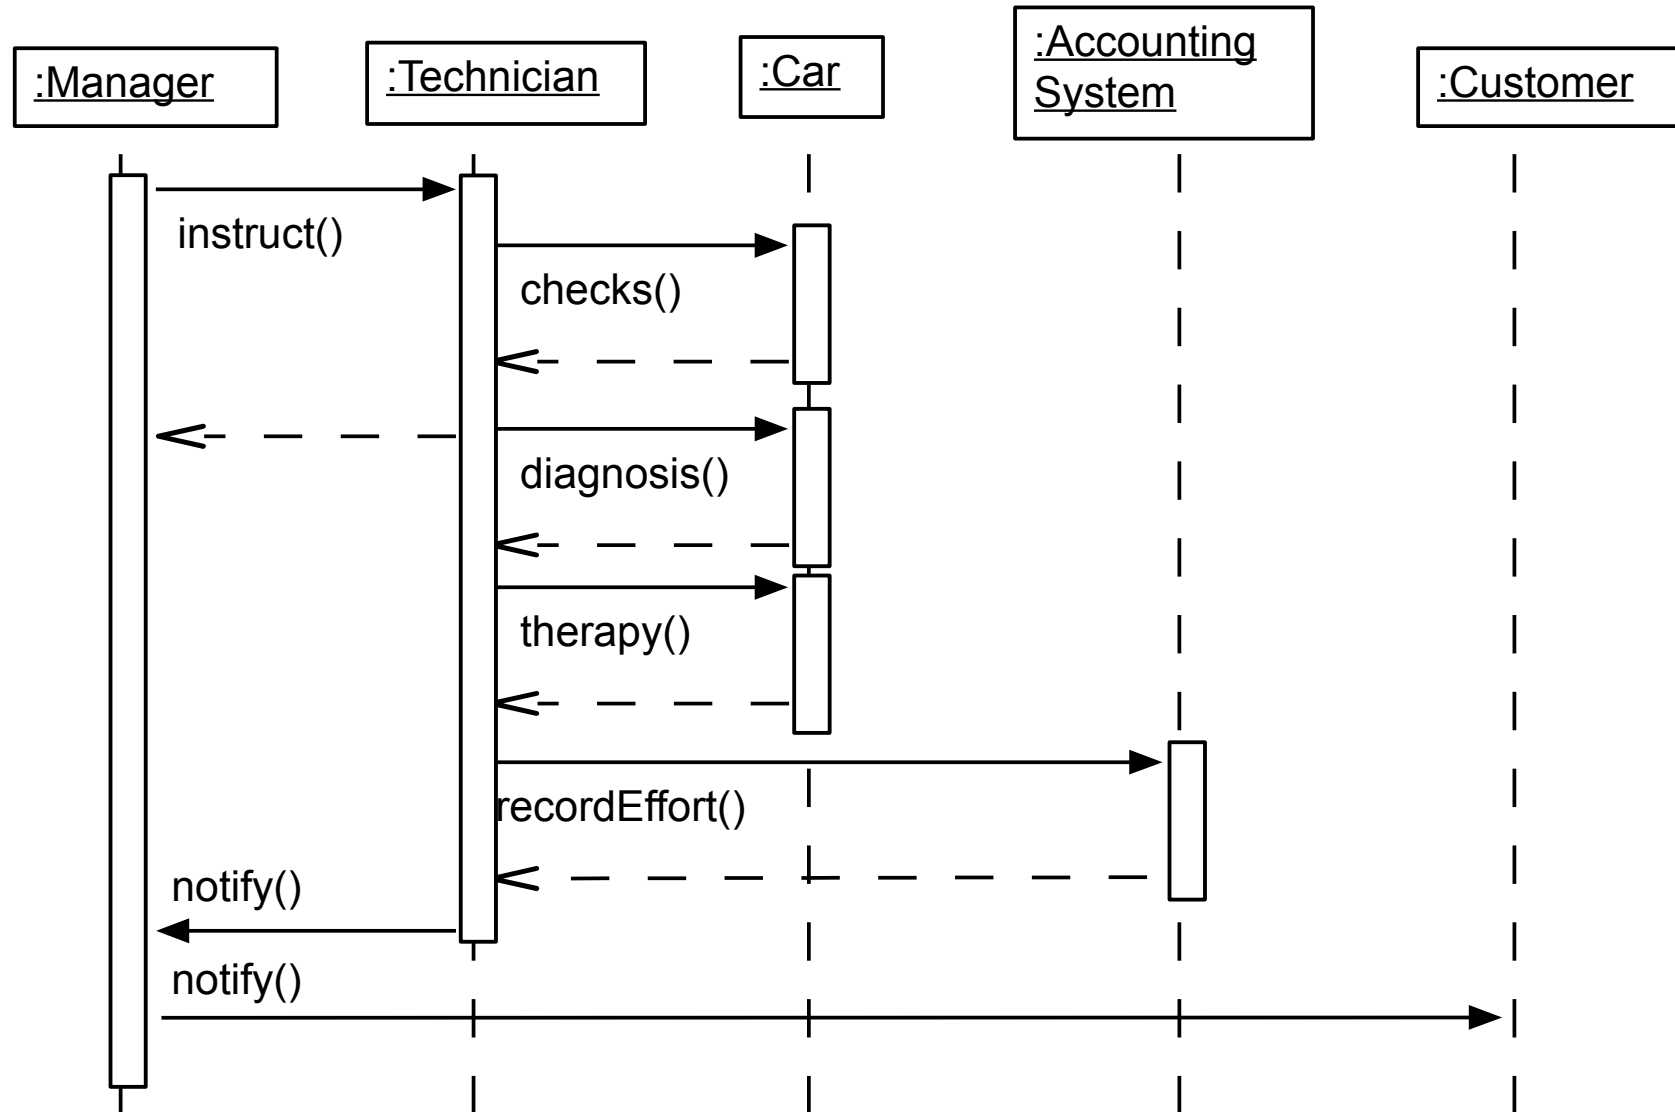 :Manager
:Technician
:Car
:Accounting
System
:Customer
instruct()
checks()
diagnosis()
therapy()
recordEffort()
notify()
notify()